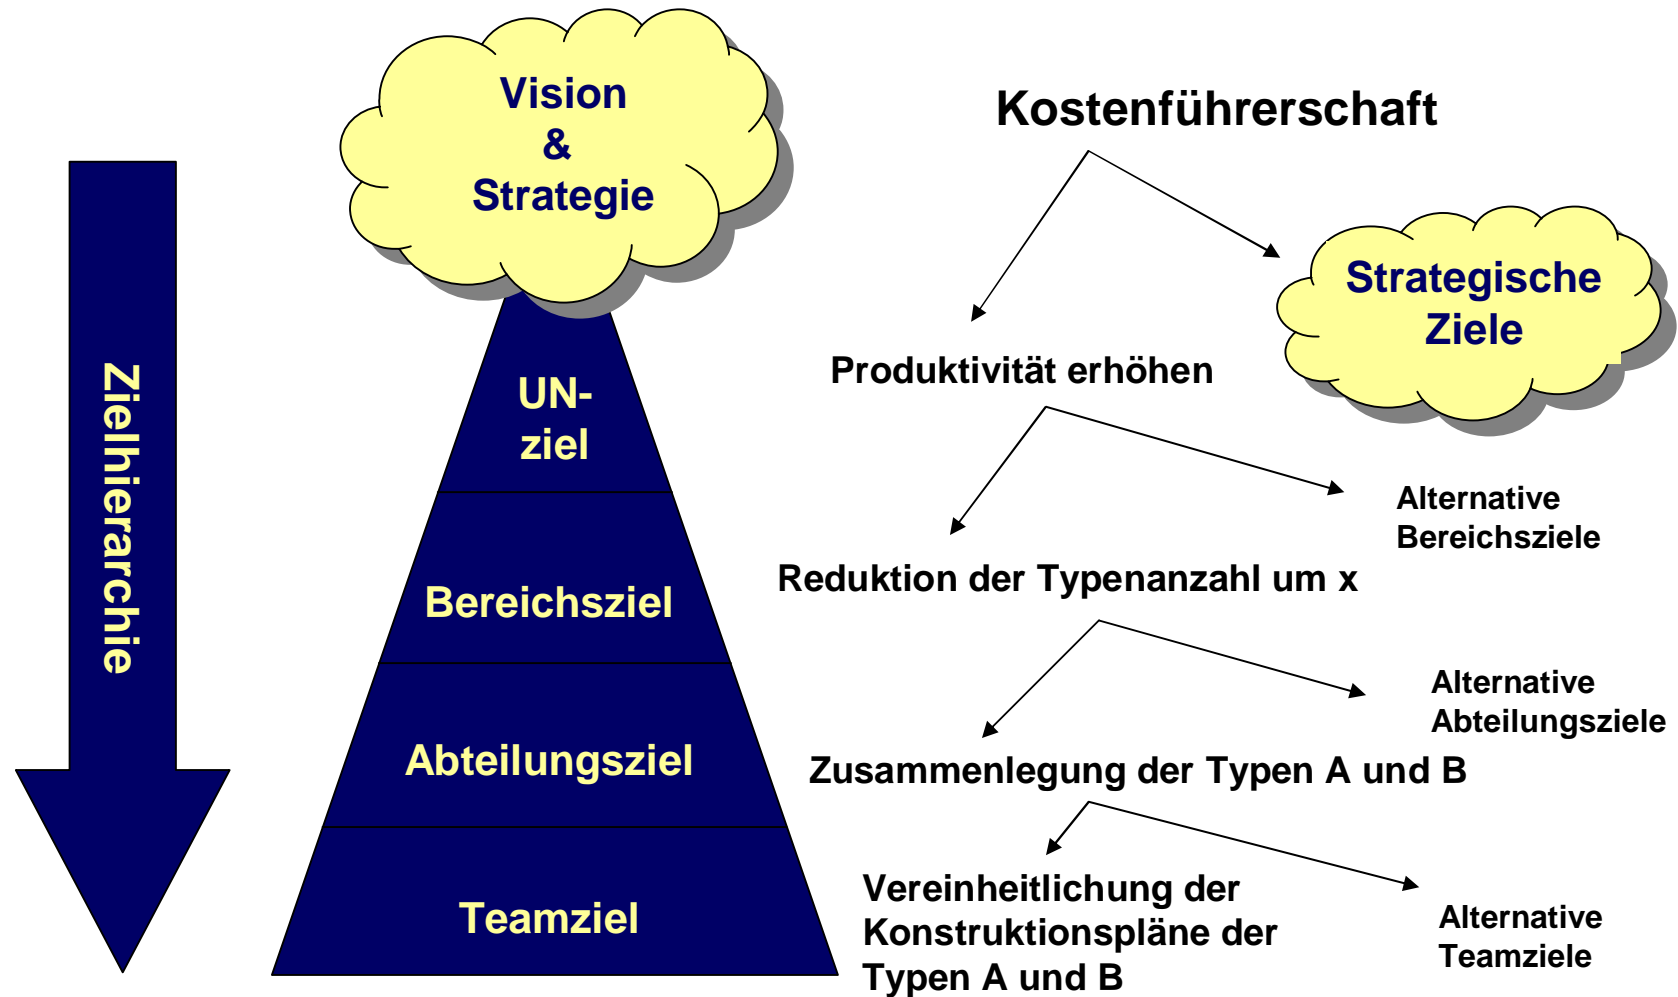 Vision
&
Strategie
Kostenführerschaft
Strategische
Ziele
Zielhierarchie
UN-
ziel
Produktivität erhöhen
Alternative
Bereichsziele
Bereichsziel
Reduktion der Typenanzahl um x
Alternative
Abteilungsziele
Abteilungsziel
Zusammenlegung der Typen A und B
Teamziel
Vereinheitlichung der
Konstruktionspläne der
Typen A und B
Alternative
Teamziele